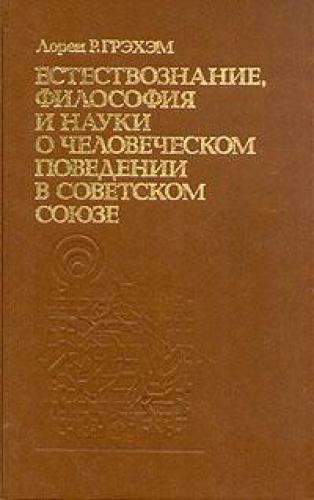 Лорен Р. ГРЭХЭМ
ЕСТЕСТВОЗНАНИЕ,
ФИЛОСОФИЯ
И НАУКИ
О ЧЕЛОВЕЧЕСКОМ
ПОВЕДЕНИИ
В СОВЕТСКОМ
СОЮЗЕ